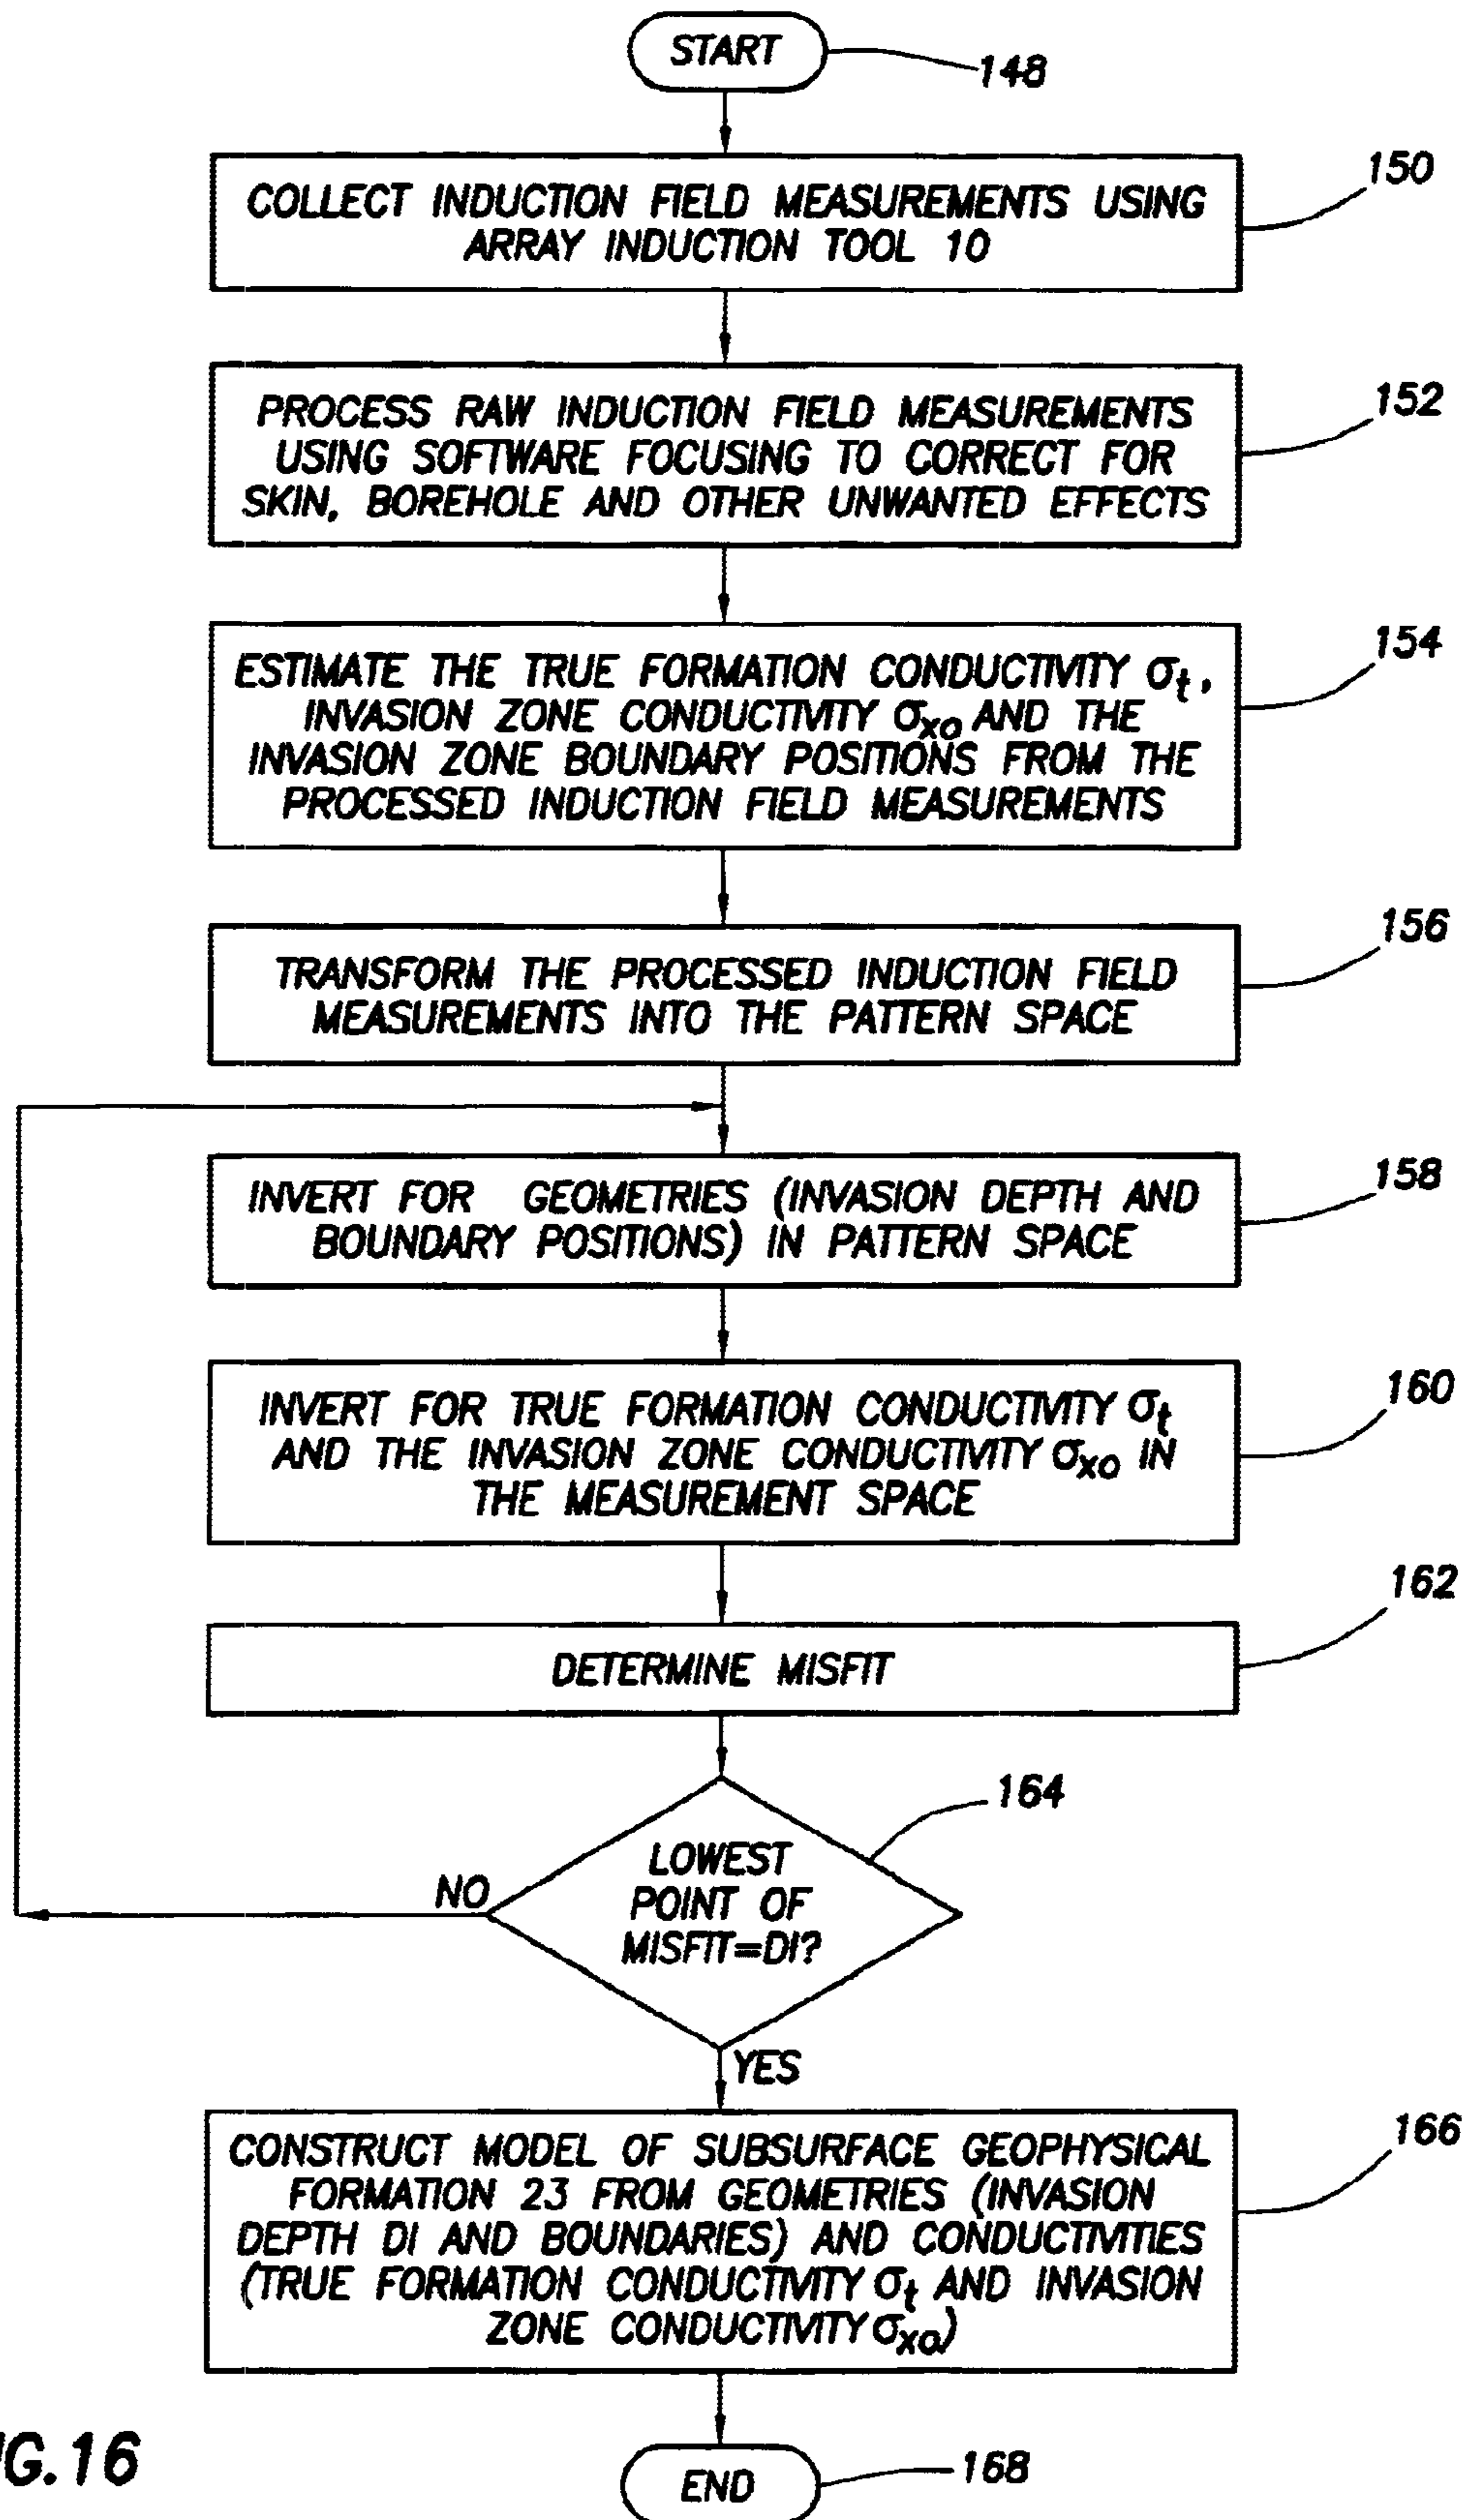 START
148
COLLECT INDUCTION FIELD MEASUREMENTS USING
ARRAY INDUCTION TOOL 10
150
PROCESS RAW INDUCTION FIELD MEASUREMENTS
USING SOFTWARE FOCUSING TO CORRECT FOR
SKIN, BOREHOLE AND OTHER UNWANTED EFFECTS
152
ESTIMATE THE TRUE FORMATION CONDUCTIVITY σt,
INVASION ZONE CONDUCTIVITY σxo AND THE
INVASION ZONE BOUNDARY POSITIONS FROM THE
PROCESSED INDUCTION FIELD MEASUREMENTS
154
TRANSFORM THE PROCESSED INDUCTION FIELD
MEASUREMENTS INTO THE PATTERN SPACE
156
INVERT FOR GEOMETRIES (INVASION DEPTH AND
BOUNDARY POSITIONS) IN PATTERN SPACE
158
INVERT FOR TRUE FORMATION CONDUCTIVITY σt
AND THE INVASION ZONE CONDUCTIVITY σxo IN
THE MEASUREMENT SPACE
160
DETERMINE MISFIT
162
LOWEST
POINT OF
MISFIT=DI?
164
NO
YES
CONSTRUCT MODEL OF SUBSURFACE GEOPHYSICAL
FORMATION 23 FROM GEOMETRIES (INVASION
DEPTH DI AND BOUNDARIES) AND CONDUCTIVITIES
(TRUE FORMATION CONDUCTIVITY σt AND INVASION
ZONE CONDUCTIVITY σxo)
166
END
168
G.16